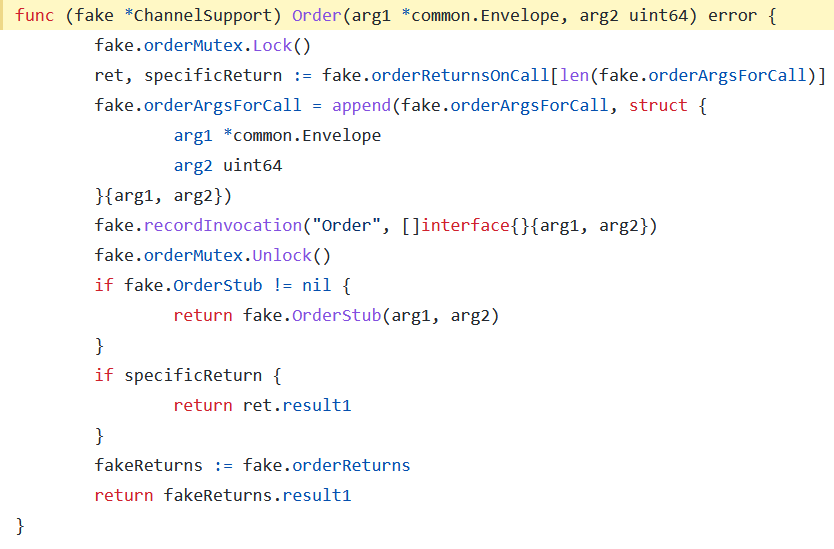 func (fake *ChannelSupport) Order(arg1 *common.Envelope, arg2 uint64) error {
        fake.orderMutex.Lock()
        ret, specificReturn := fake.orderReturnsOnCall[len(fake.orderArgsForCall)]
        fake.orderArgsForCall = append(fake.orderArgsForCall, struct {
                arg1 *common.Envelope
                arg2 uint64
        }{arg1, arg2})
        fake.recordInvocation("Order", []interface{}{arg1, arg2})
        fake.orderMutex.Unlock()
        if fake.OrderStub != nil {
                return fake.OrderStub(arg1, arg2)
        }
        if specificReturn {
                return ret.result1
        }
        fakeReturns := fake.orderReturns
        return fakeReturns.result1
}